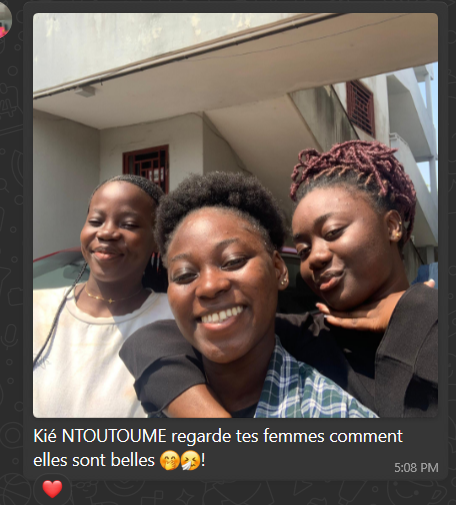 Kié NTOUTOUME regarde tes femmes comment
elles sont belles 🤭🤧!
5:08 PM